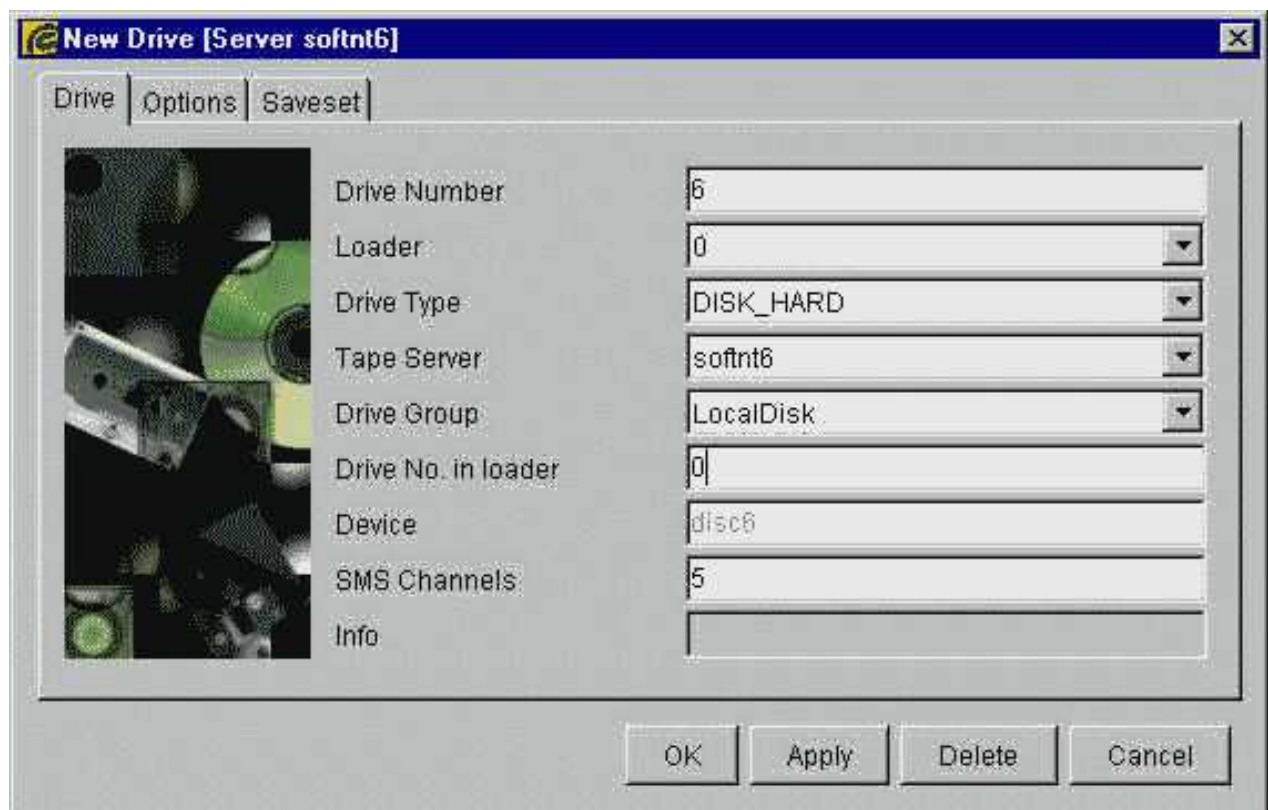 New Drive [Server softnt6]
Drive Options Saveset
Drive Number 6
Loader 0
Drive Type DISK_HARD
Tape Server softnt6
Drive Group LocalDisk
Drive No. in loader 0
Device disc6
SMS Channels 5
Info
OK Apply Delete Cancel